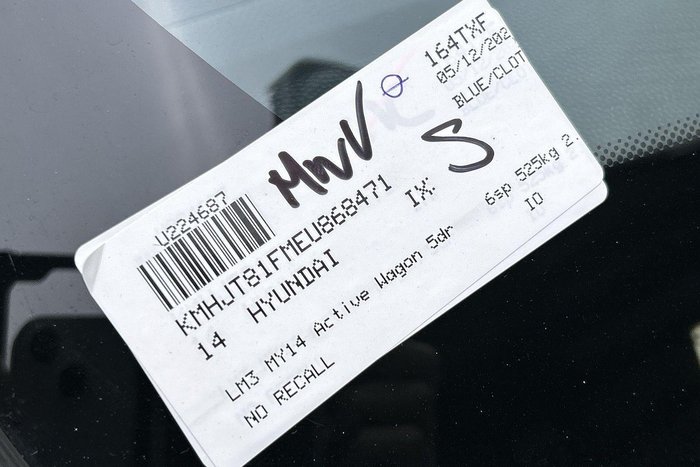 U224687
164TXF
05/12/202
BLUE/CLOT
S
KMHJT81FMEU868471
14 HYUNDAI IX
6sp 525kg 2.
LM3 MY14 Active Wagon 5dr IO
NO RECALL